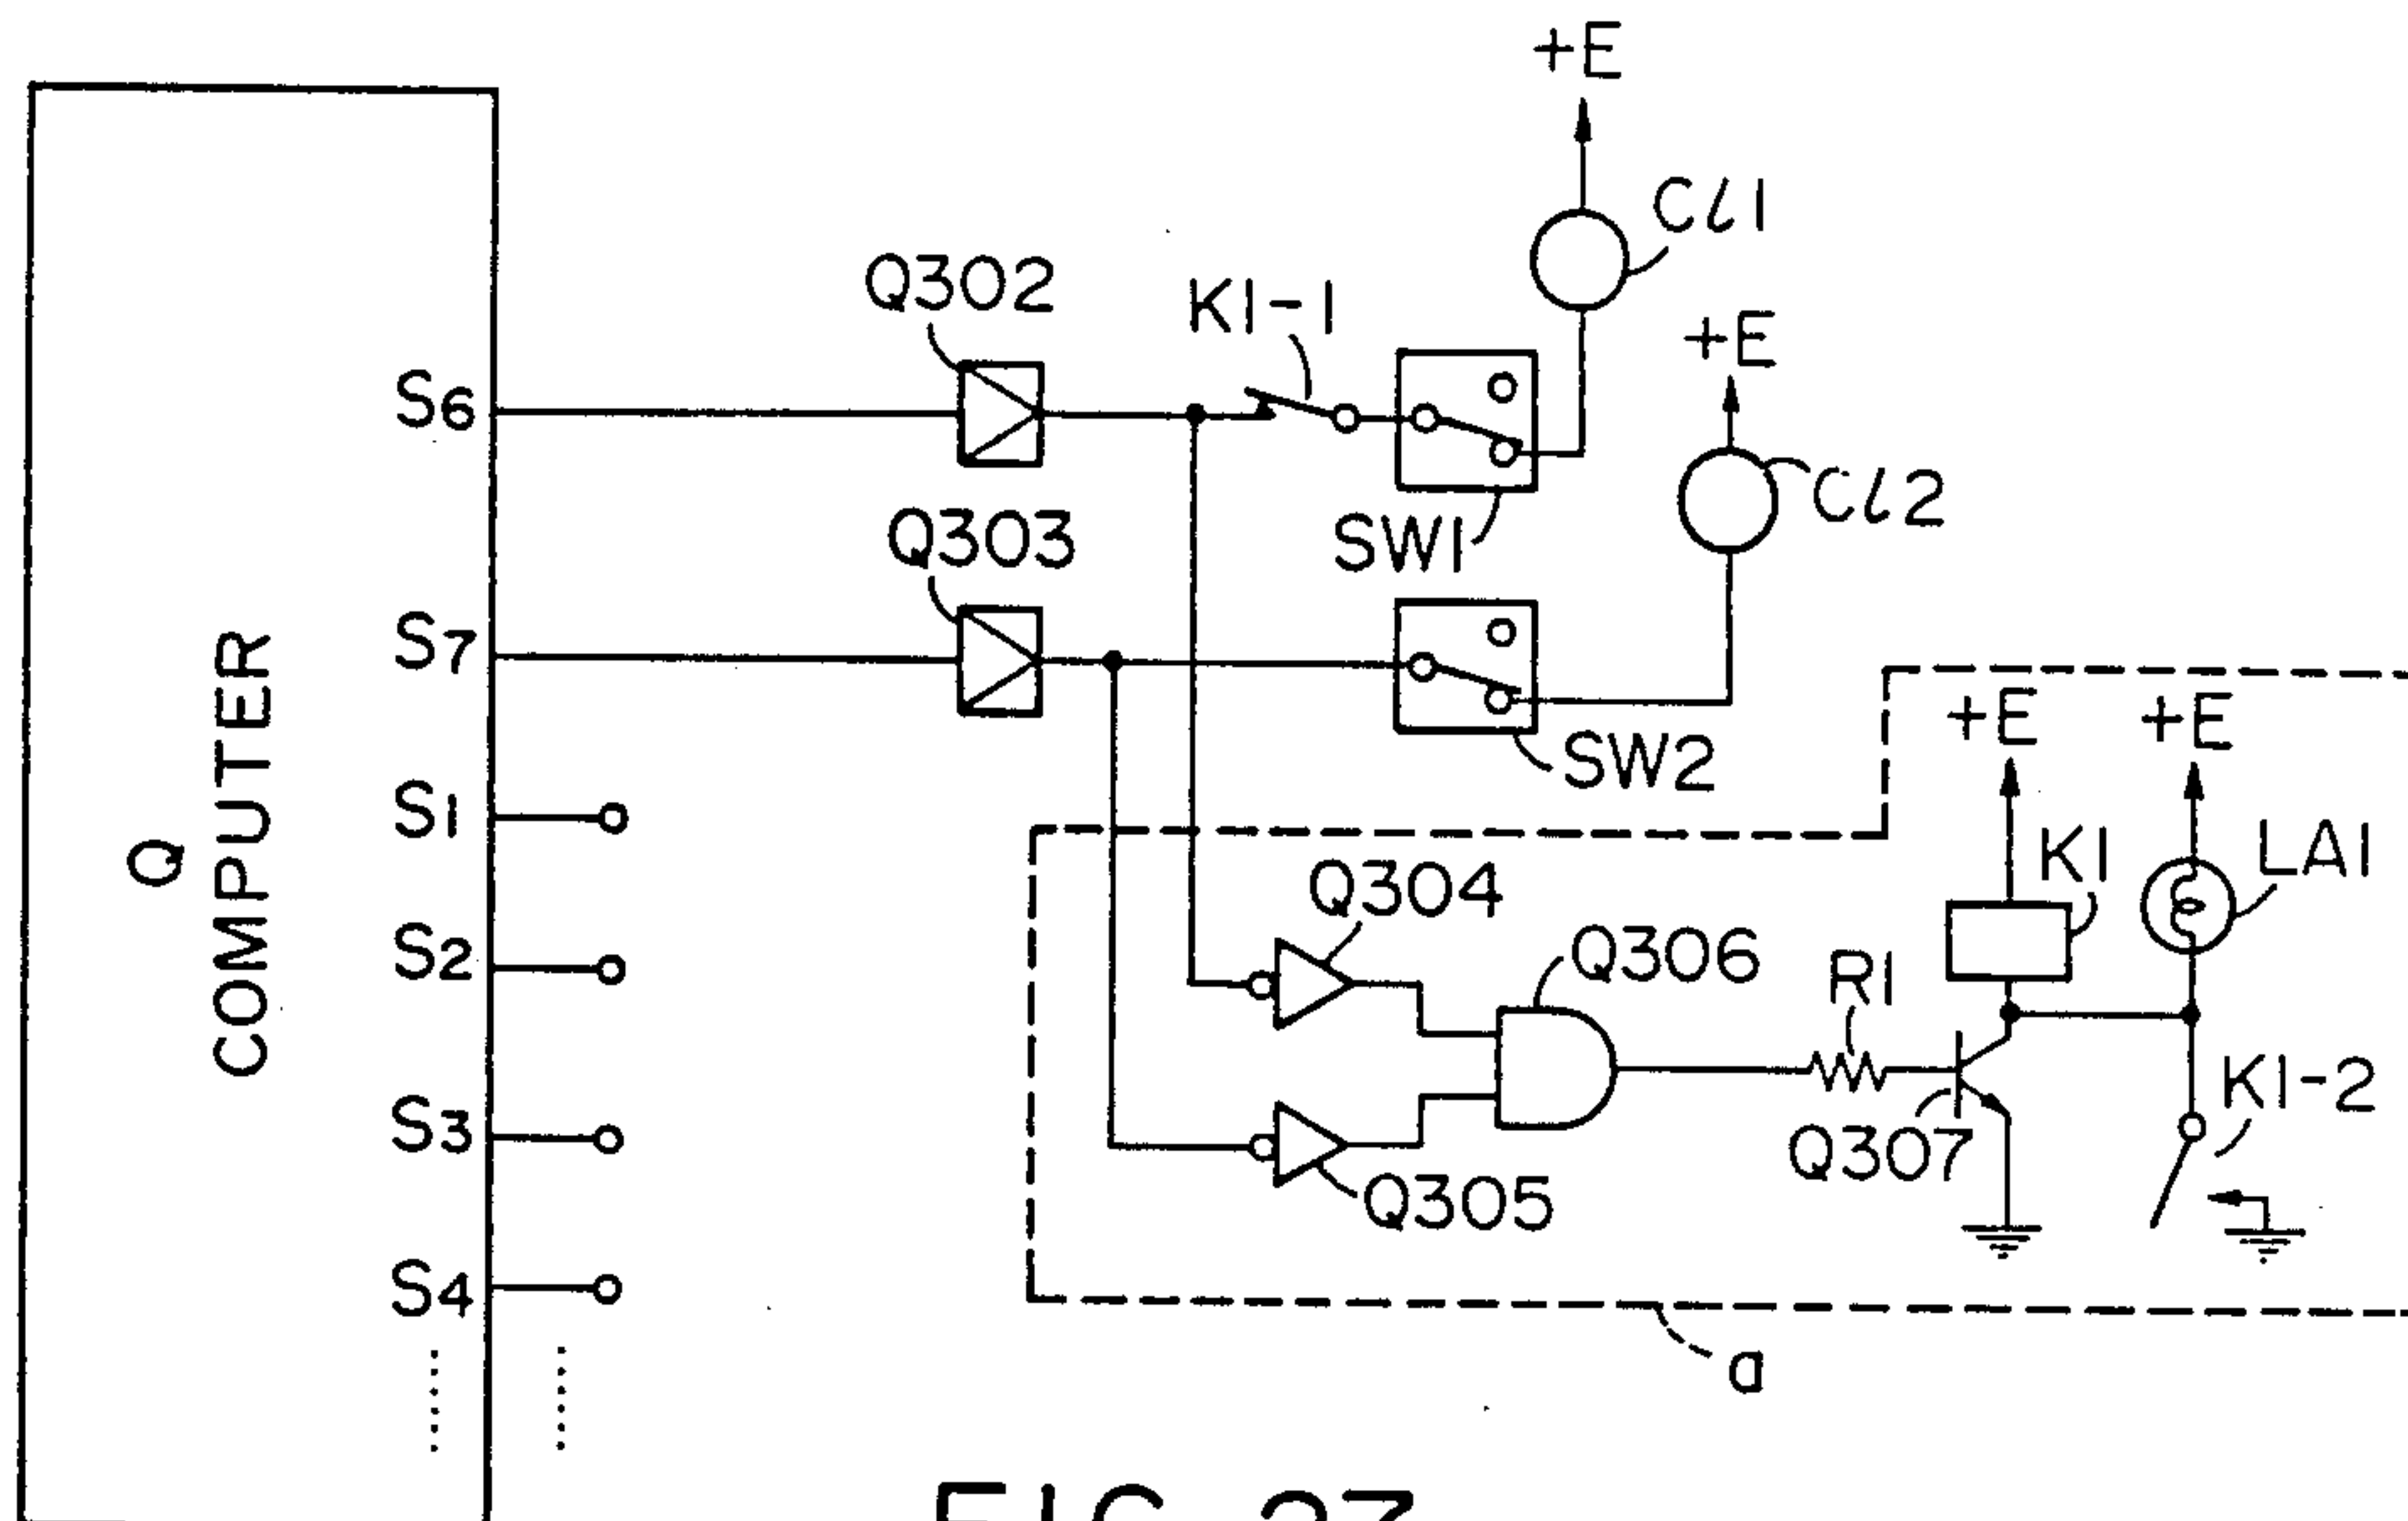 +E
Cl1
Q302
K1-1
+E
S6
Cl2
Q303
SW1
S7
SW2
+E
+E
S1
K1
LA1
Q
COMPUTER
Q304
S2
Q306
R1
K1-2
S3
Q307
Q305
S4
a